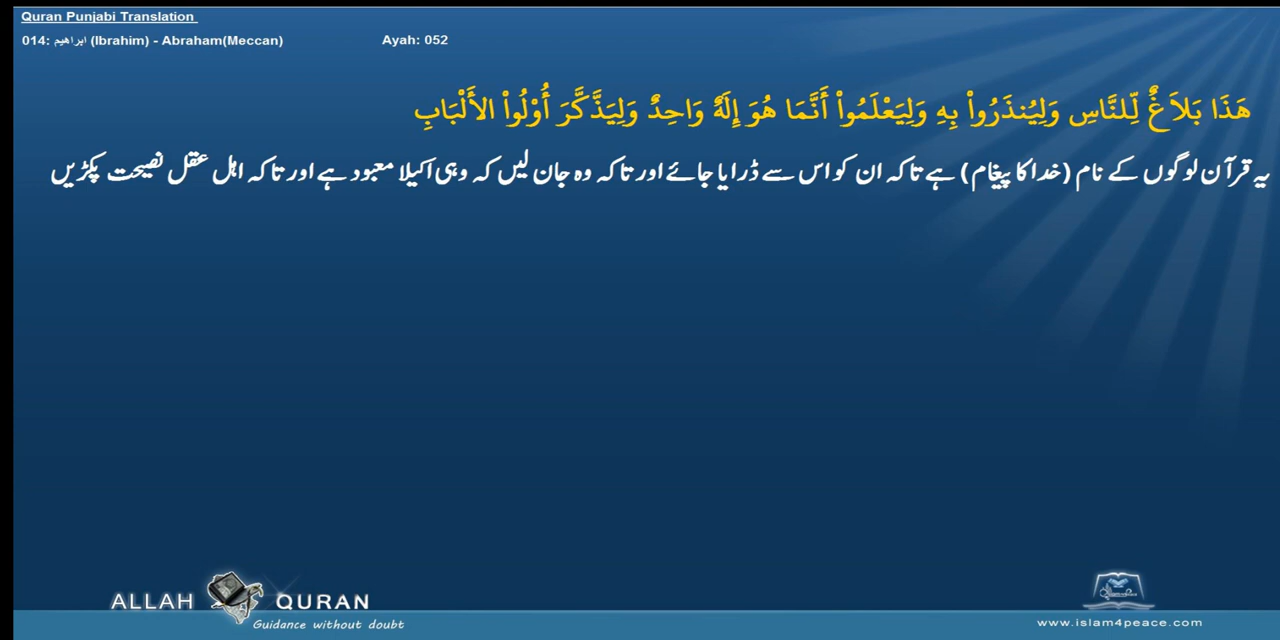 Quran Punjabi Translation
014: ابراهيم (Ibrahim) - Abraham(Meccan) Ayah: 052
هَذَا بَلاَغٌ لِّلنَّاسِ وَلِيُنذَرُواْ بِهِ وَلِيَعْلَمُواْ أَنَّمَا هُوَ إِلَهٌ وَاحِدٌ وَلِيَذَّكَّرَ أُوْلُواْ الأَلْبَابِ
یہ قرآن لوگوں کے نام (خدا کا پیغام) ہے تاکہ ان کو اس سے ڈرایا جائے اور تاکہ وہ جان لیں کہ وہی اکیلا معبود ہے اور تاکہ اہل عقل نصیحت پکڑیں
ALLAH QURAN
Guidance without doubt
www.islam4peace.com